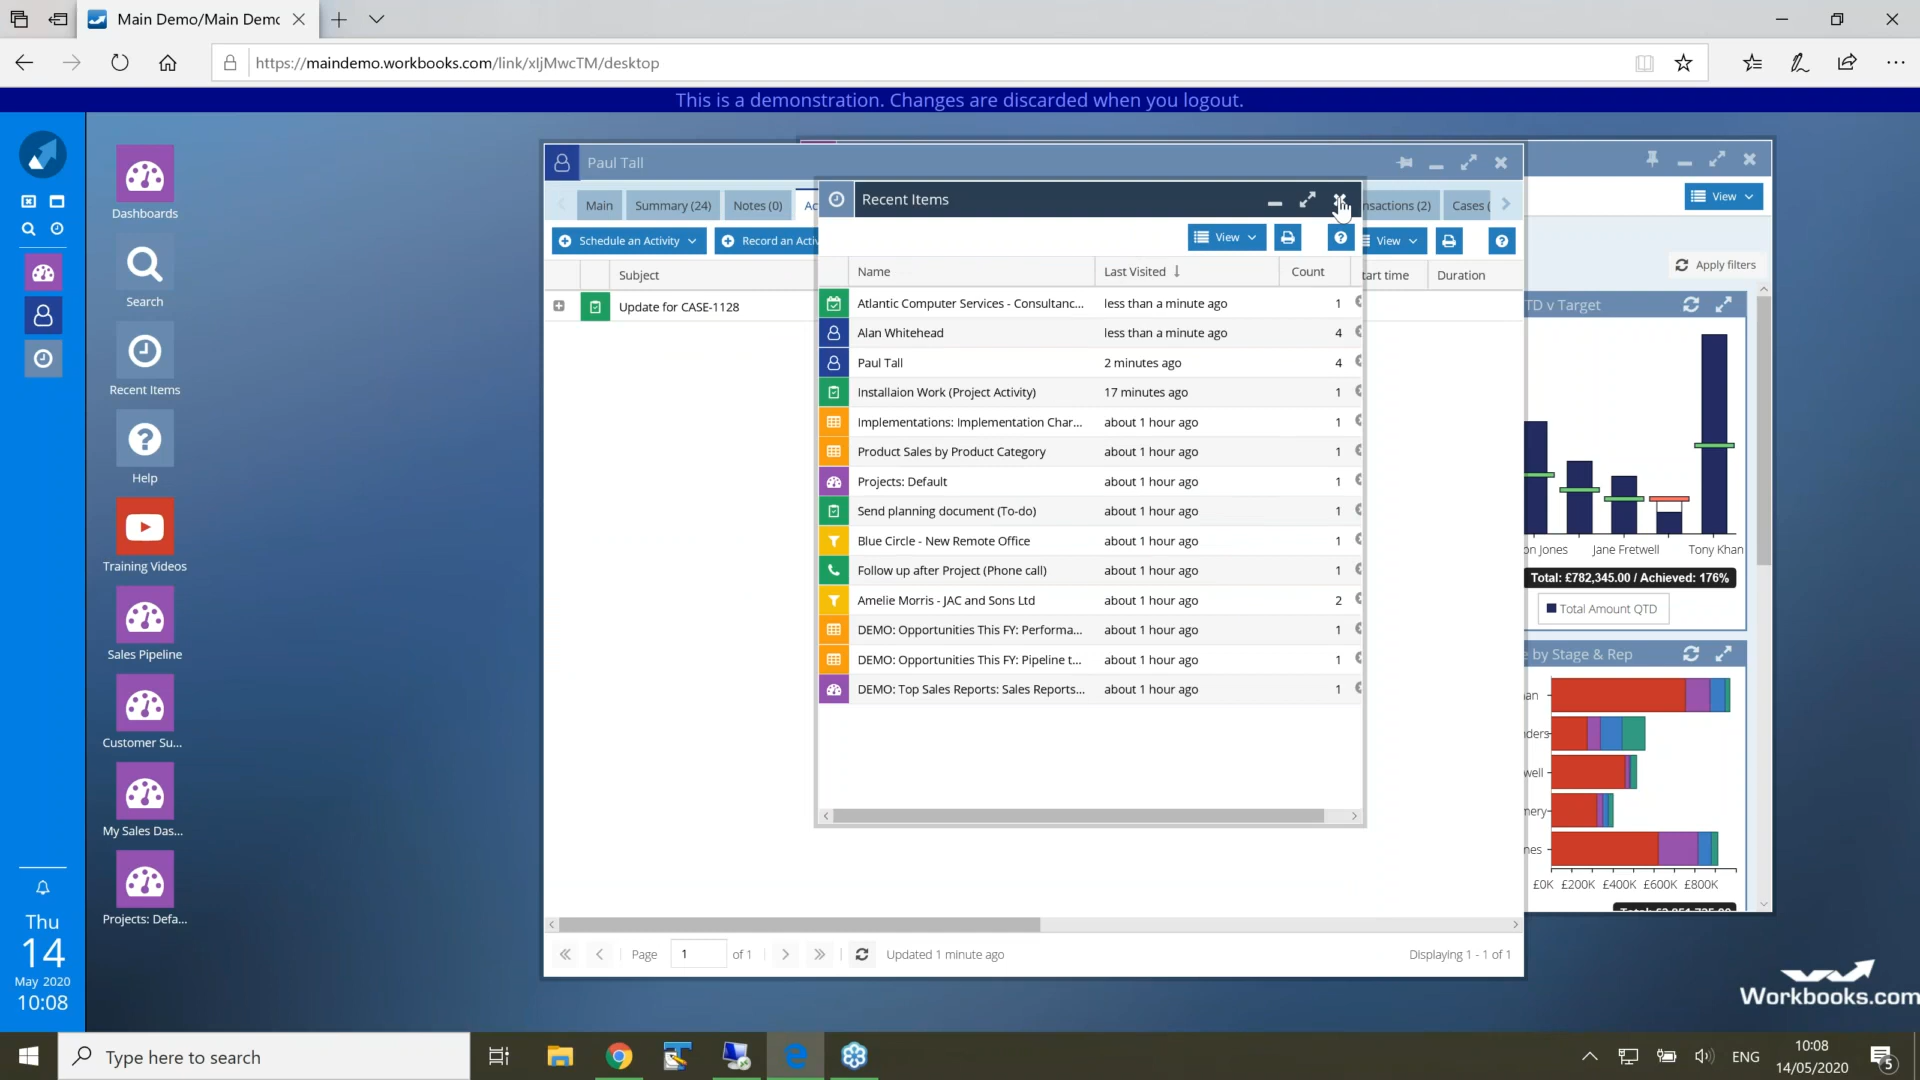 Main Demo/Main Demo
https://maindemo.workbooks.com/link/xljMwcTM/desktop
This is a demonstration. Changes are discarded when you logout.
Dashboards
Search
Recent Items
Help
Training Videos
Sales Pipeline
Customer Su...
My Sales Das...
Projects: Defa...
Thu
14
May 2020
10:08
Paul Tall
Main
Summary (24)
Notes (0)
Ac
nsactions (2)
Cases (
Schedule an Activity
Record an Activ
View
Subject
tart time
Duration
Update for CASE-1128
Recent Items
View
Name
Last Visited
Count
Atlantic Computer Services - Consultanc...
less than a minute ago
1
Alan Whitehead
less than a minute ago
4
Paul Tall
2 minutes ago
4
Installaion Work (Project Activity)
17 minutes ago
1
Implementations: Implementation Char...
about 1 hour ago
1
Product Sales by Product Category
about 1 hour ago
1
Projects: Default
about 1 hour ago
1
Send planning document (To-do)
about 1 hour ago
1
Blue Circle - New Remote Office
about 1 hour ago
1
Follow up after Project (Phone call)
about 1 hour ago
1
Amelie Morris - JAC and Sons Ltd
about 1 hour ago
2
DEMO: Opportunities This FY: Performa...
about 1 hour ago
1
DEMO: Opportunities This FY: Pipeline t...
about 1 hour ago
1
DEMO: Top Sales Reports: Sales Reports...
about 1 hour ago
1
Page
1
of 1
Updated 1 minute ago
Displaying 1 - 1 of 1
View
Apply filters
TD v Target
on Jones
Jane Fretwell
Tony Khan
Total: £782,345.00 / Achieved: 176%
Total Amount QTD
e by Stage & Rep
an
ders
well
mery
nes
£0K £200K £400K £600K £800K
Workbooks.com
Type here to search
ENG
10:08
14/05/2020
5